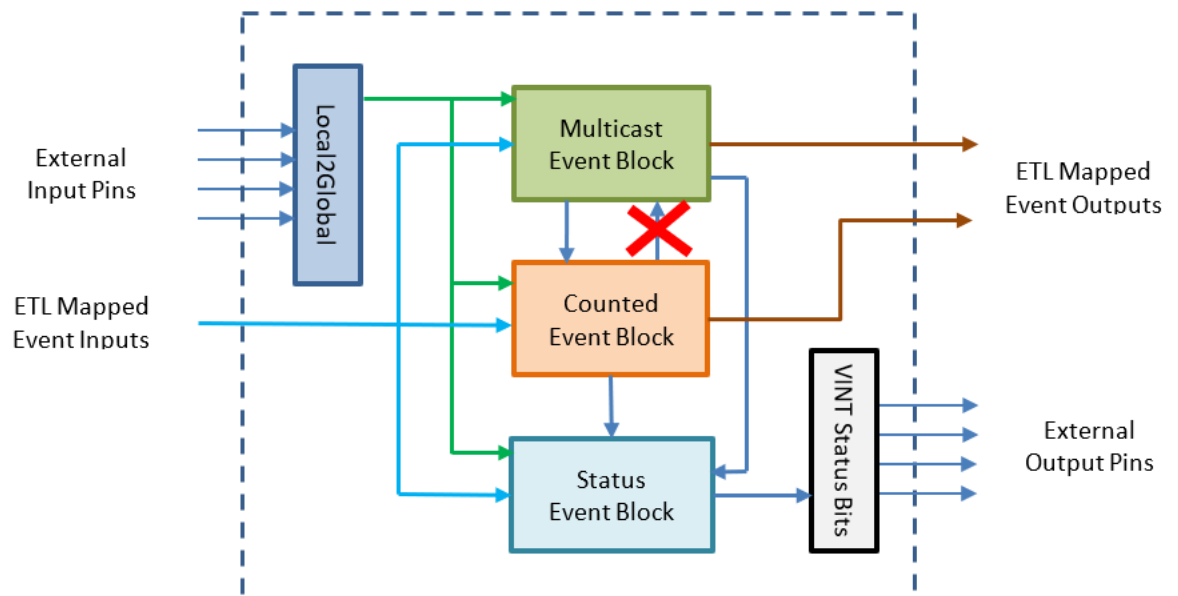 External
Input Pins
ETL Mapped
Event Inputs
Local2Global
Multicast
Event Block
Counted
Event Block
Status
Event Block
VINT Status Bits
ETL Mapped
Event Outputs
External
Output Pins